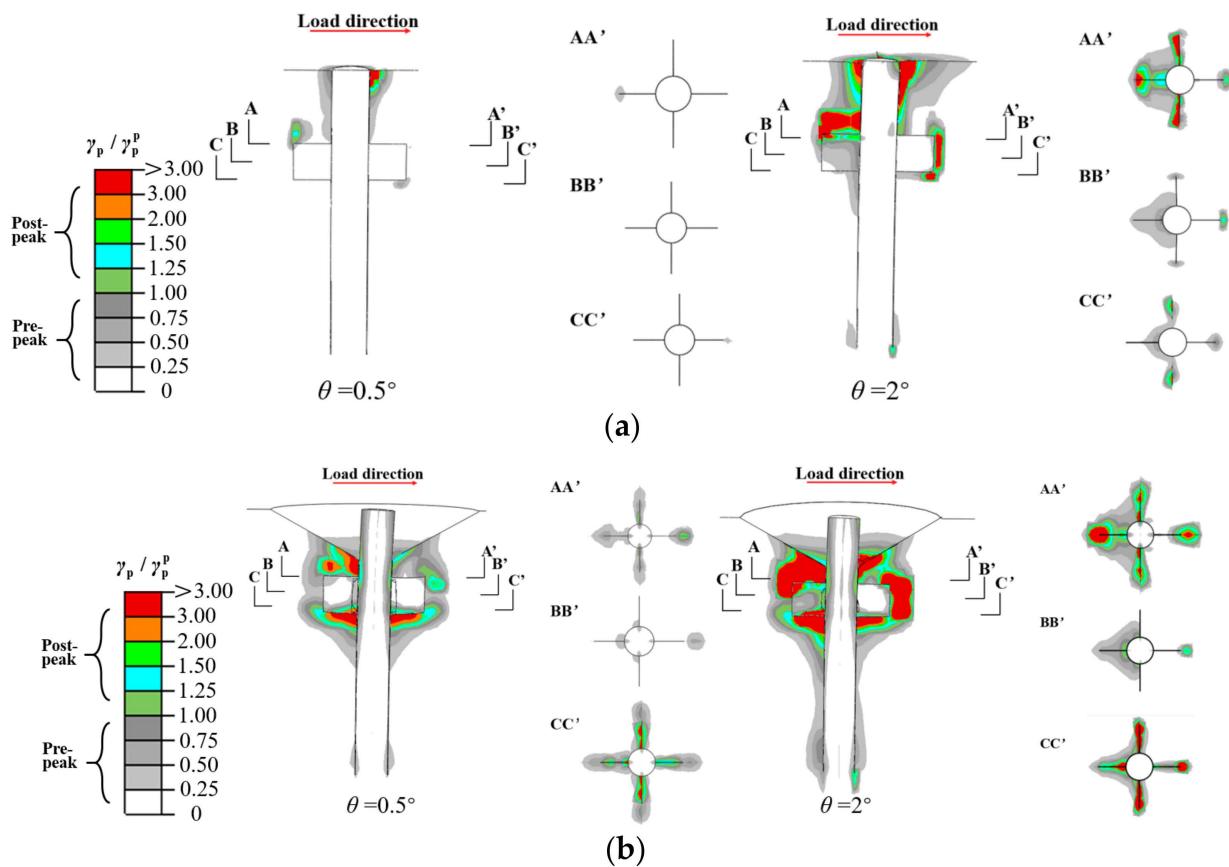 (a)
Load direction
A
B
C
A'
B'
C'
γp / γpp
>3.00
3.00
2.00
1.50
1.25
1.00
0.75
0.50
0.25
0
Post-
peak
Pre-
peak
θ =0.5°
AA'
BB'
CC'
Load direction
A
B
C
A'
B'
C'
θ =2°
AA'
BB'
CC'
(a)
Load direction
A
B
C
A'
B'
C'
γp / γpp
>3.00
3.00
2.00
1.50
1.25
1.00
0.75
0.50
0.25
0
Post-
peak
Pre-
peak
θ =0.5°
AA'
BB'
CC'
Load direction
A
B
C
A'
B'
C'
θ =2°
AA'
BB'
CC'
(b)